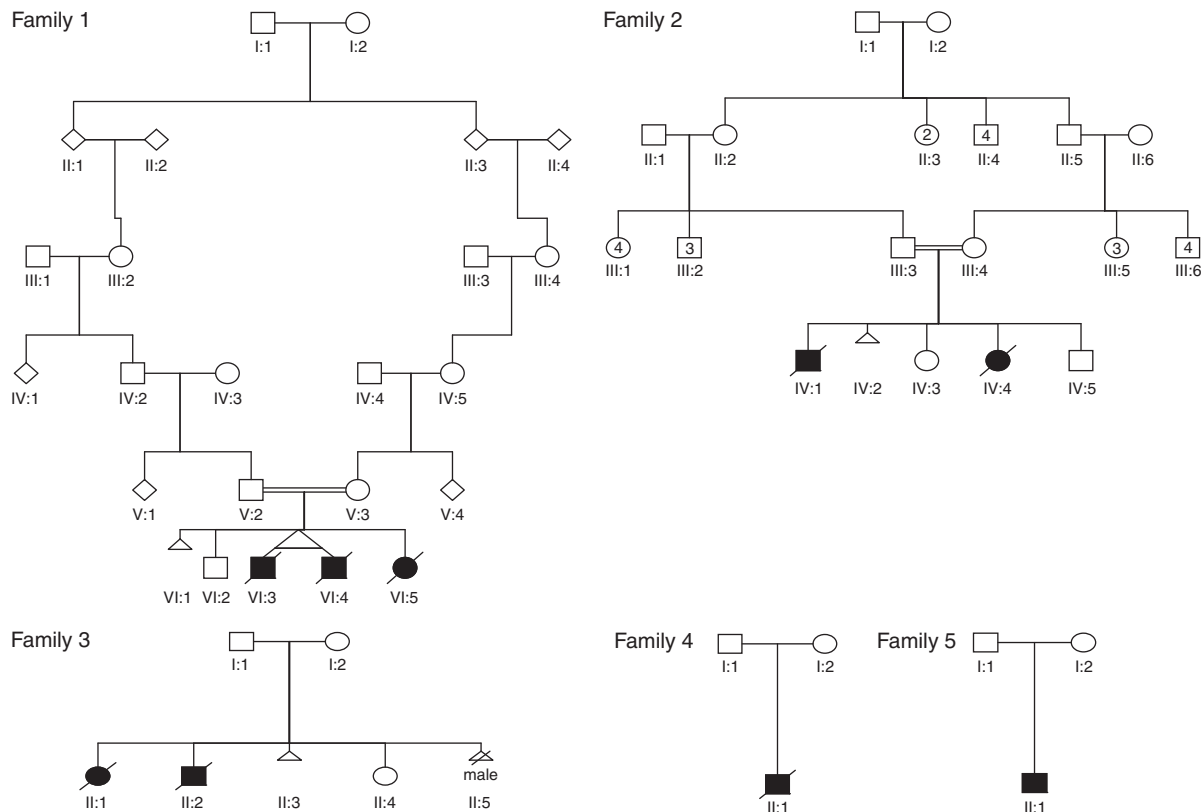 Family 1
I:1 I:2
II:1 II:2 II:3 II:4
III:1 III:2 III:3 III:4
IV:1 IV:2 IV:3 IV:4 IV:5
V:1 V:2 V:3 V:4
VI:1 VI:2 VI:3 VI:4 VI:5
Family 2
I:1 I:2
2 4
II:1 II:2 II:3 II:4 II:5 II:6
4 3 3 4
III:1 III:2 III:3 III:4 III:5 III:6
IV:1 IV:2 IV:3 IV:4 IV:5
Family 3
I:1 I:2
male
II:1 II:2 II:3 II:4 II:5
Family 4
I:1 I:2
II:1
Family 5
I:1 I:2
II:1